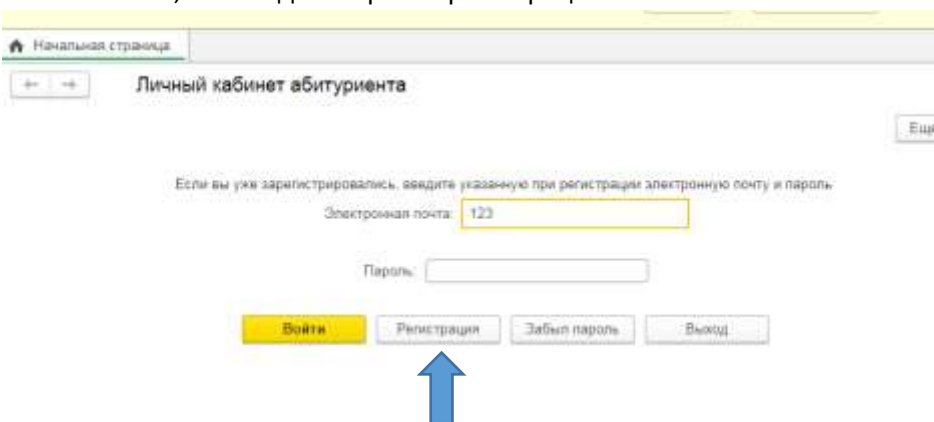 Начальная страница
Личный кабинет абитуриента
Если вы уже зарегистрировались, введите указанную при регистрации электронную почту и пароль
Электронная почта: 123
Пароль:
Войти Регистрация Забыл пароль Выход